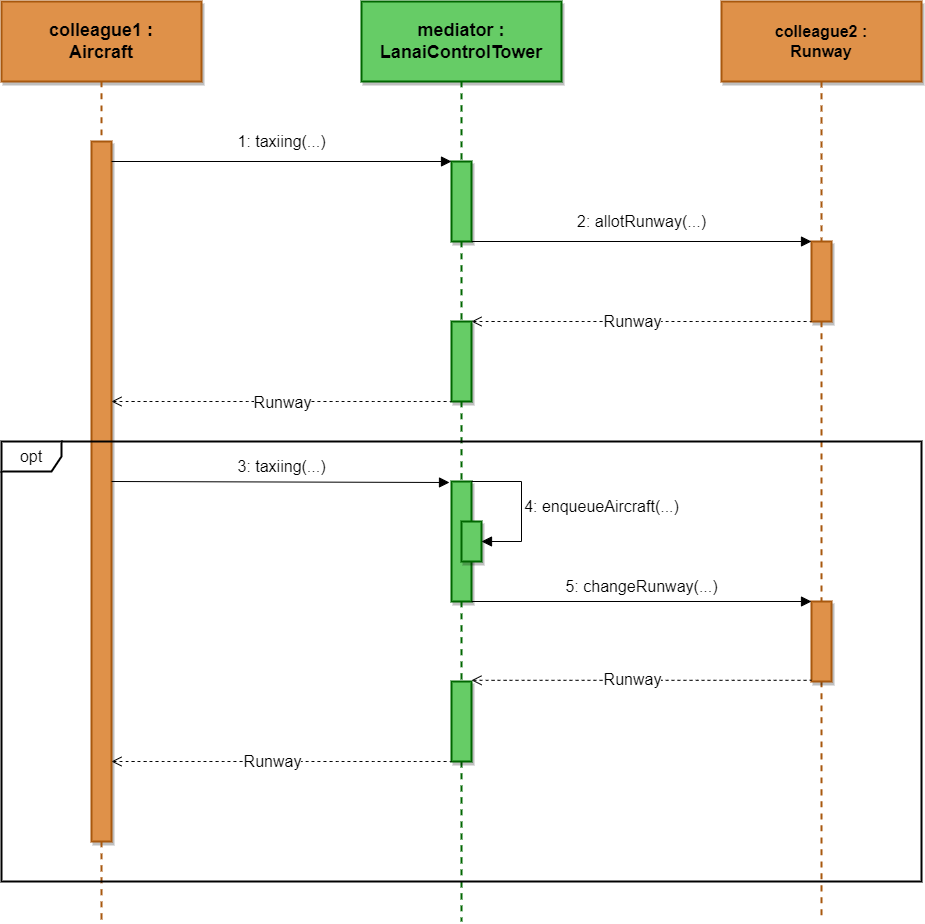 colleague1 :
Aircraft
mediator :
LanaiControlTower
colleague2 :
Runway
1: taxiing(...)
2: allotRunway(...)
Runway
Runway
opt
3: taxiing(...)
4: enqueueAircraft(...)
5: changeRunway(...)
Runway
Runway